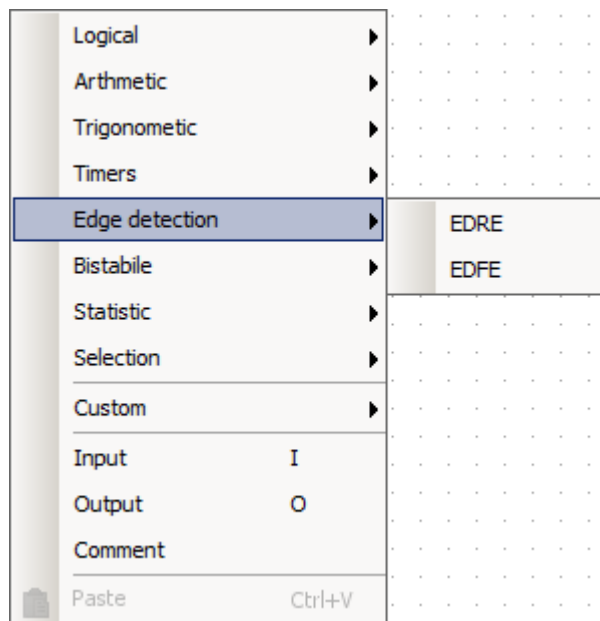 Logical
Arthmetic
Trigonometic
Timers
Edge detection
EDRE
EDFE
Bistabile
Statistic
Selection
Custom
Input I
Output O
Comment
Paste Ctrl+V